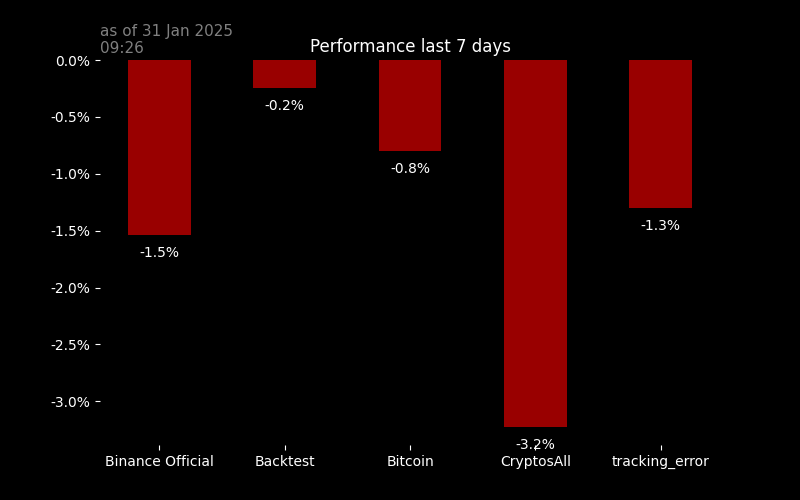 as of 31 Jan 2025
09:26
Performance last 7 days
0.0%
-0.5%
-1.0%
-1.5%
-2.0%
-2.5%
-3.0%
-1.5%
-0.2%
-0.8%
-3.2%
-1.3%
Binance Official
Backtest
Bitcoin
CryptosAll
tracking_error